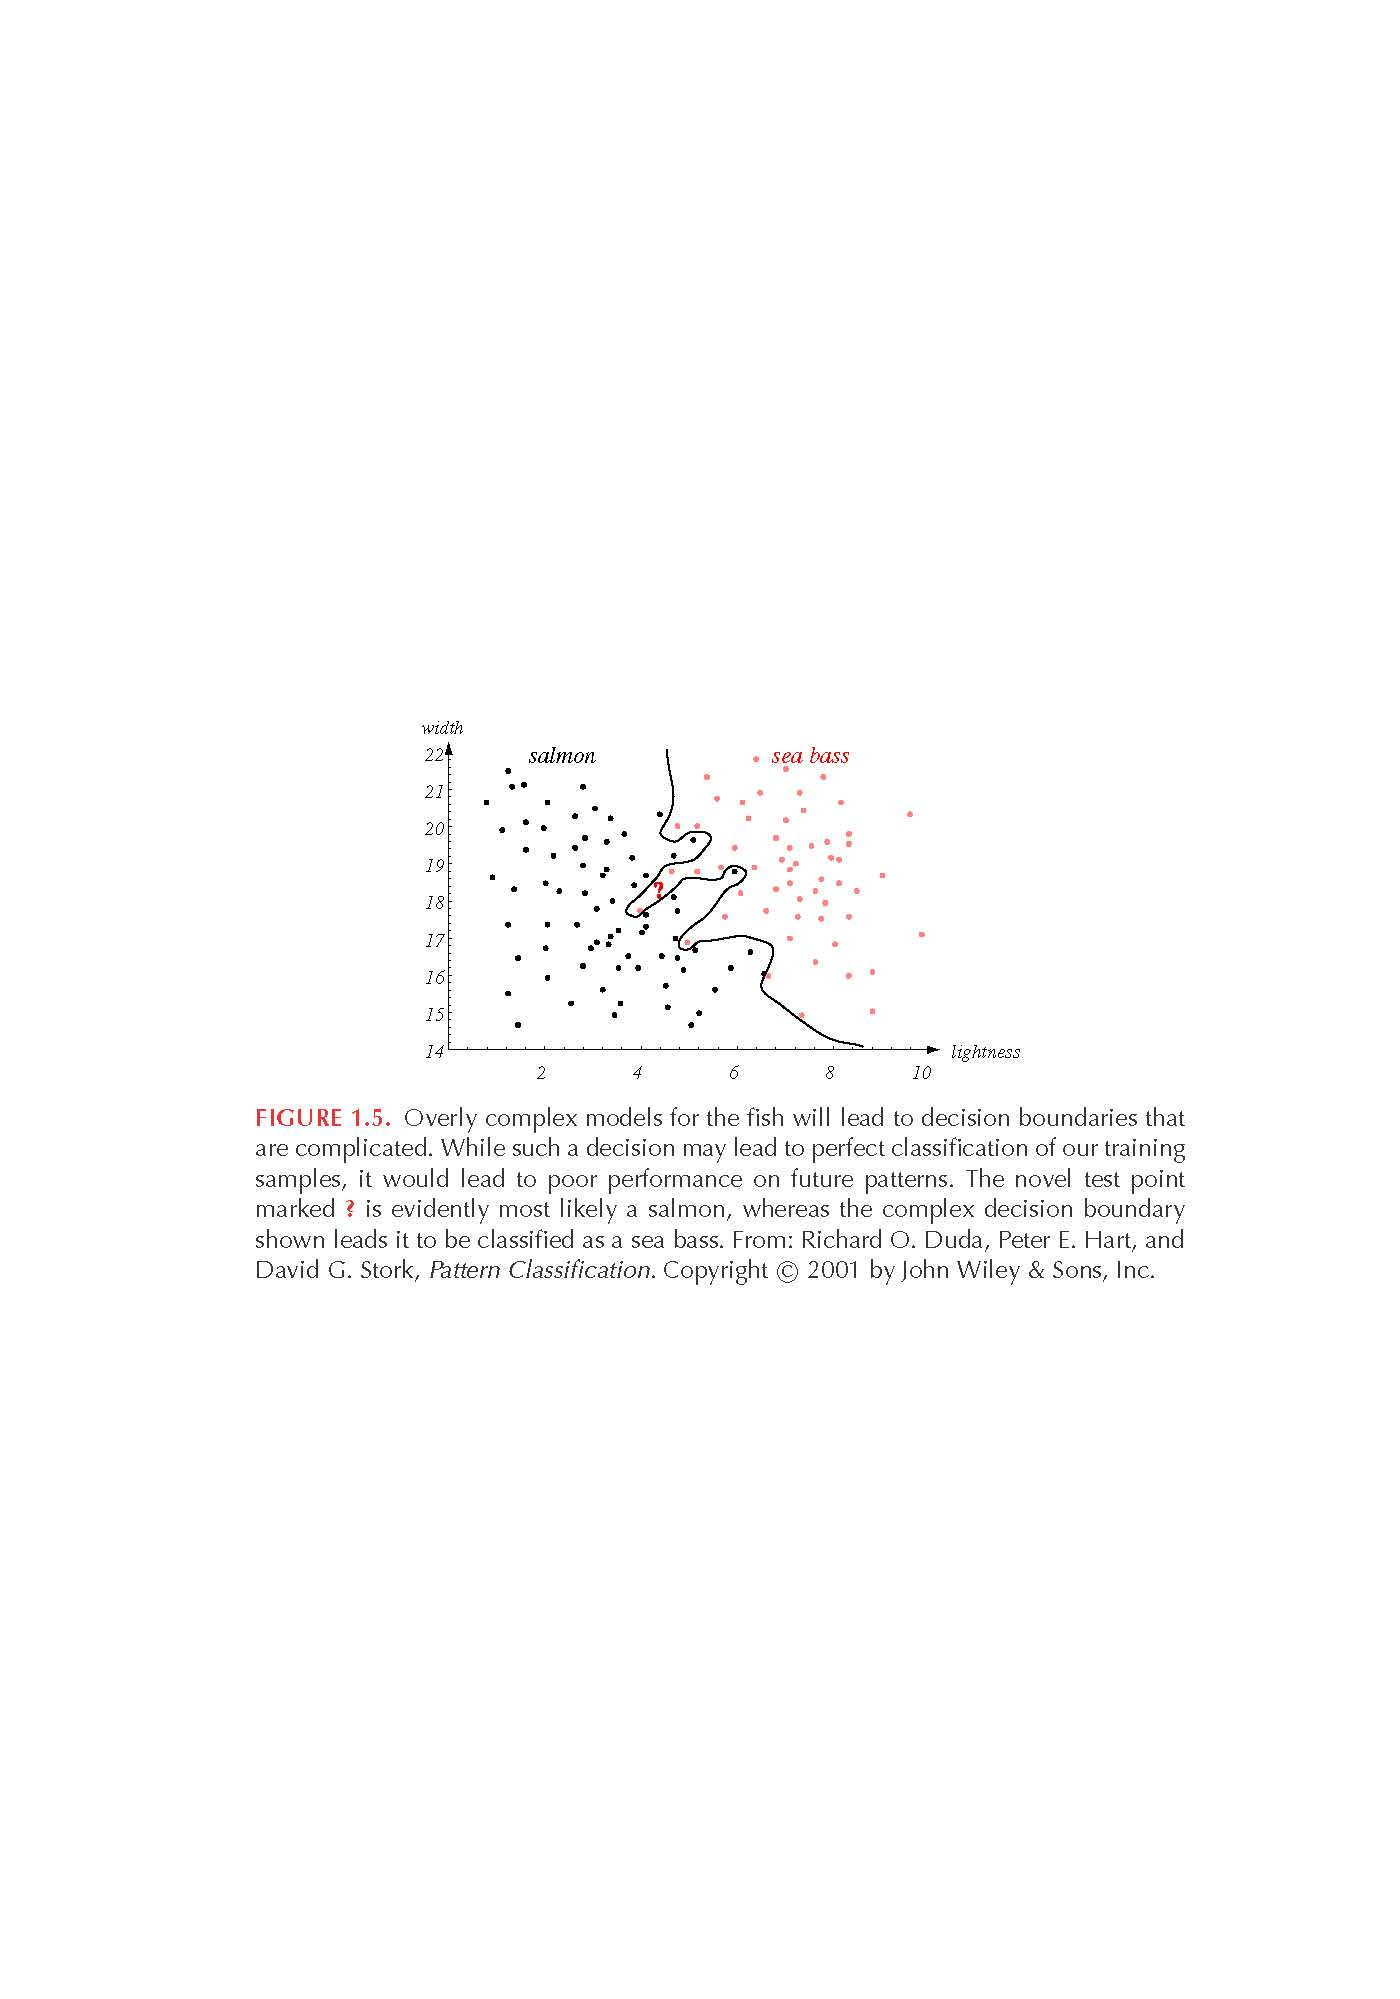 width
salmon
sea bass
22
21
20
19
18
17
16
15
14
?
lightness
2 4 6 8 10
FIGURE 1.5. Overly complex models for the fish will lead to decision boundaries that
are complicated. While such a decision may lead to perfect classification of our training
samples, it would lead to poor performance on future patterns. The novel test point
marked ? is evidently most likely a salmon, whereas the complex decision boundary
shown leads it to be classified as a sea bass. From: Richard O. Duda, Peter E. Hart, and
David G. Stork, Pattern Classification. Copyright © 2001 by John Wiley & Sons, Inc.